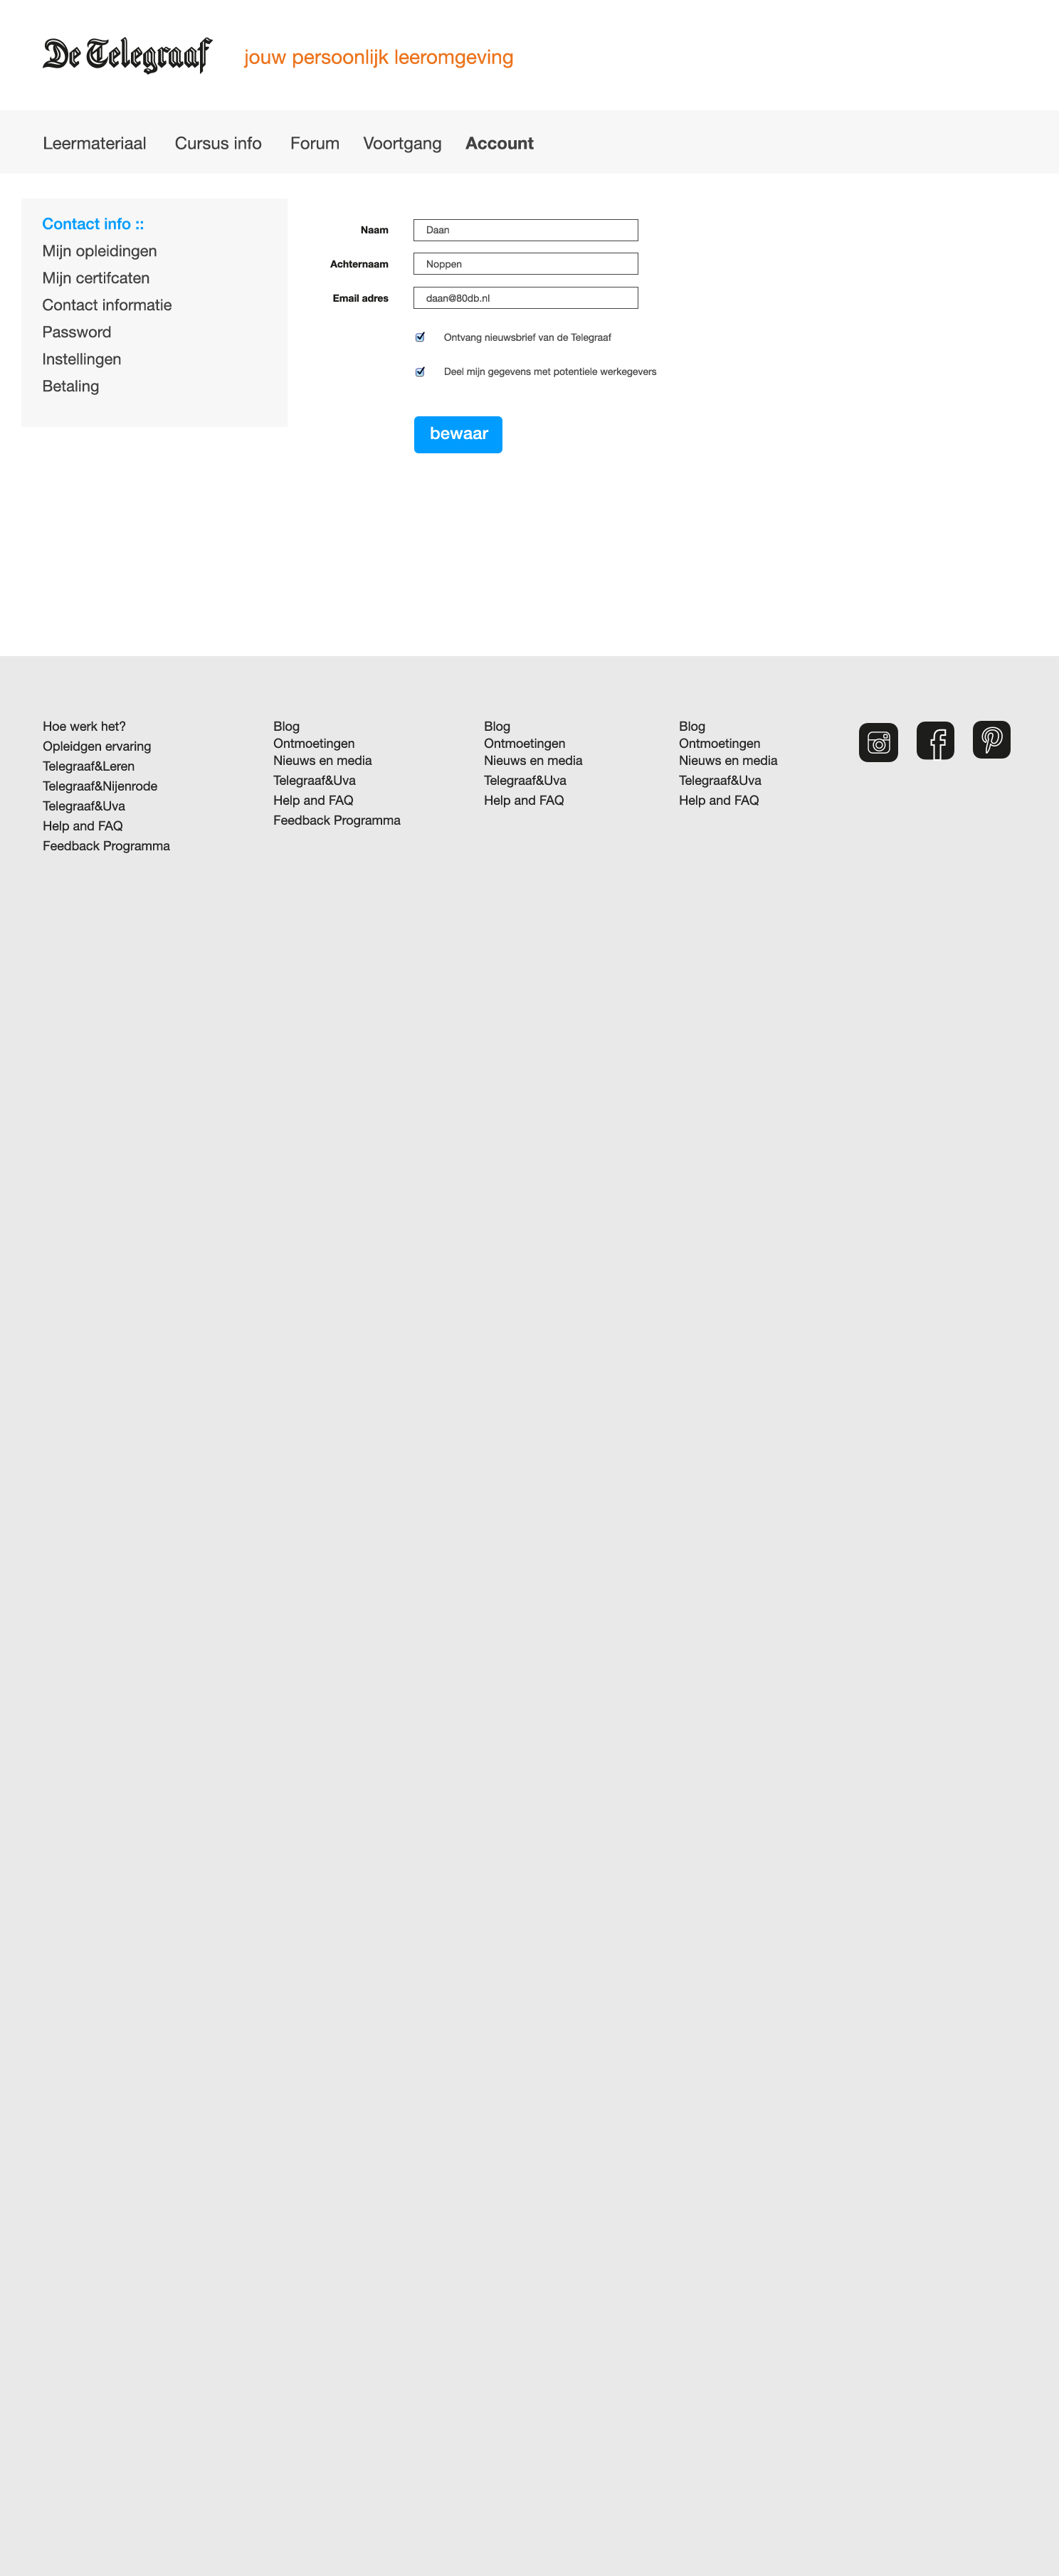 De Telegraaf
jouw persoonlijk leeromgeving
Leermateriaal Cursus info Forum Voortgang Account
Contact info ::
Mijn opleidingen
Mijn certifcaten
Contact informatie
Password
Instellingen
Betaling
Naam Daan
Achternaam Noppen
Email adres daan@80db.nl
Ontvang nieuwsbrief van de Telegraaf
Deel mijn gegevens met potentiele werkegevers
bewaar
Hoe werk het?
Opleidgen ervaring
Telegraaf&Leren
Telegraaf&Nijenrode
Telegraaf&Uva
Help and FAQ
Feedback Programma
Blog
Ontmoetingen
Nieuws en media
Telegraaf&Uva
Help and FAQ
Feedback Programma
Blog
Ontmoetingen
Nieuws en media
Telegraaf&Uva
Help and FAQ
Blog
Ontmoetingen
Nieuws en media
Telegraaf&Uva
Help and FAQ